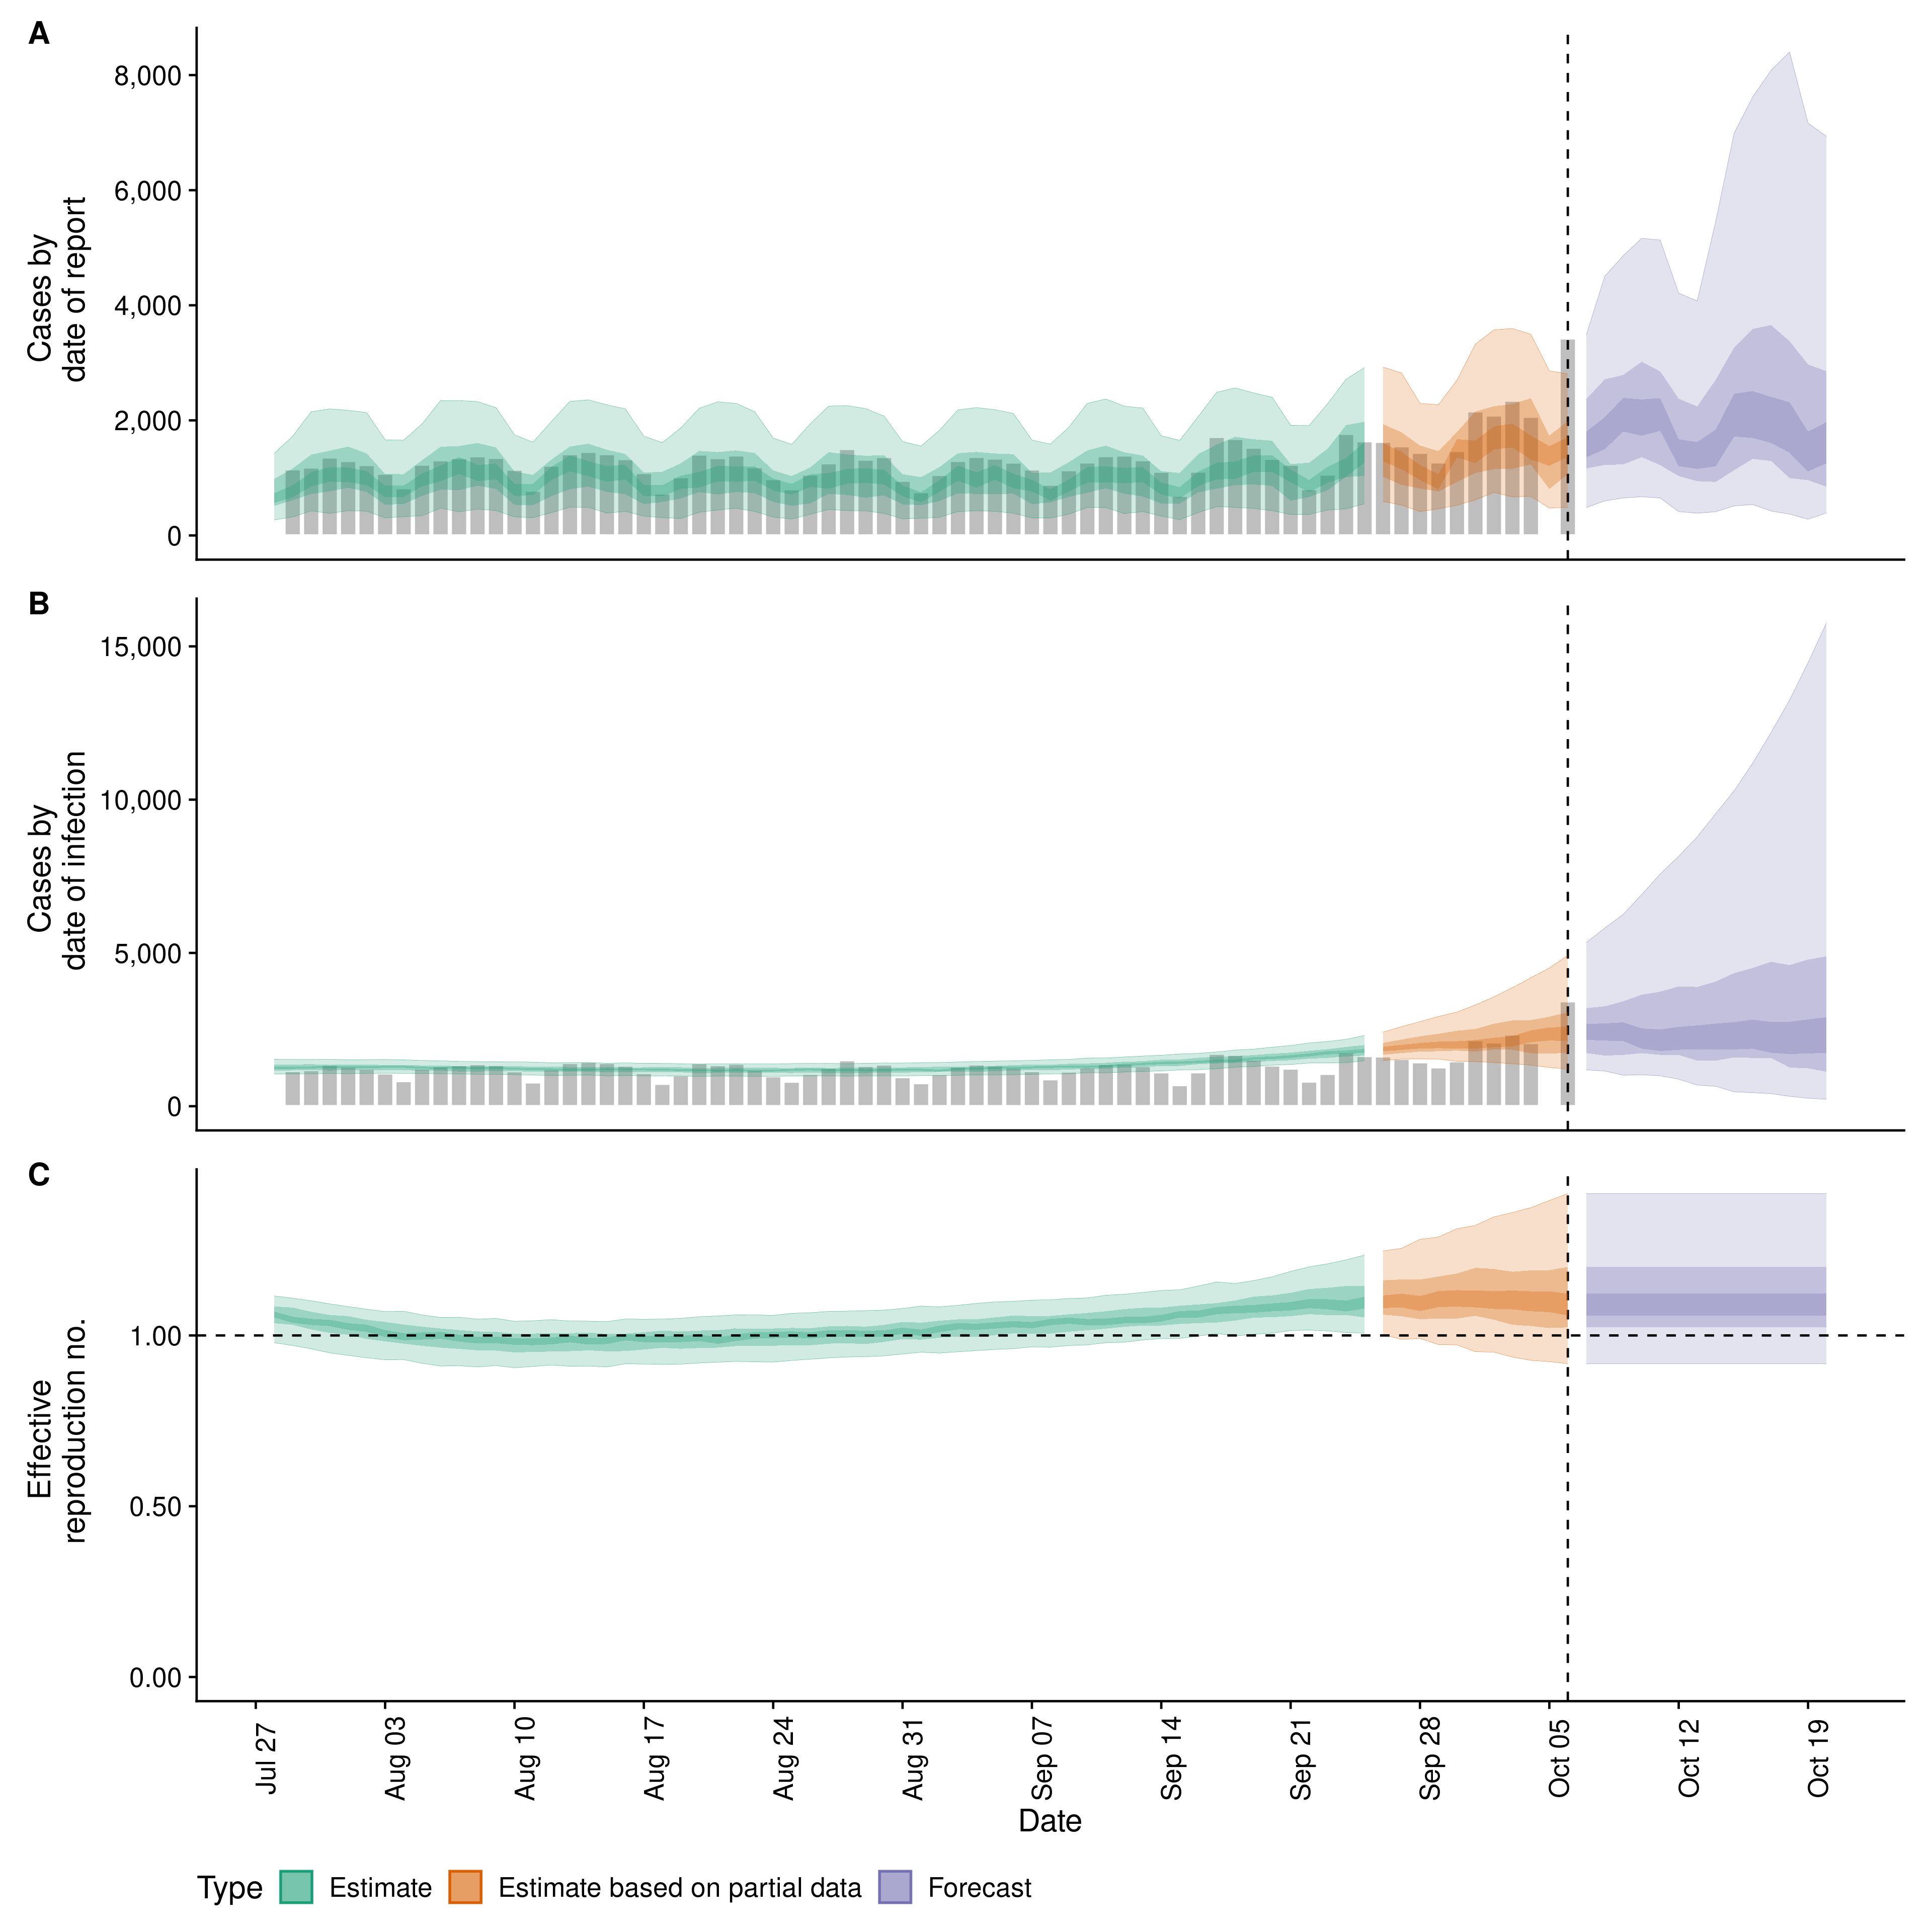 A
8,000
6,000
4,000
2,000
0
Cases by
date of report
B
15,000
10,000
5,000
0
Cases by
date of infection
C
1.00
0.50
0.00
Effective
reproduction no.
Jul 27
Aug 03
Aug 10
Aug 17
Aug 24
Aug 31
Sep 07
Sep 14
Sep 21
Sep 28
Oct 05
Oct 12
Oct 19
Date
Type Estimate Estimate based on partial data Forecast